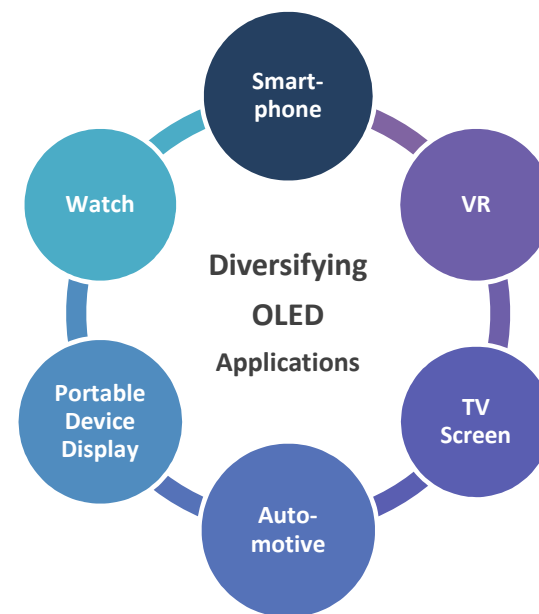 Smart-
phone
Watch
VR
Diversifying
OLED
Applications
Portable
Device
Display
TV
Screen
Auto-
motive